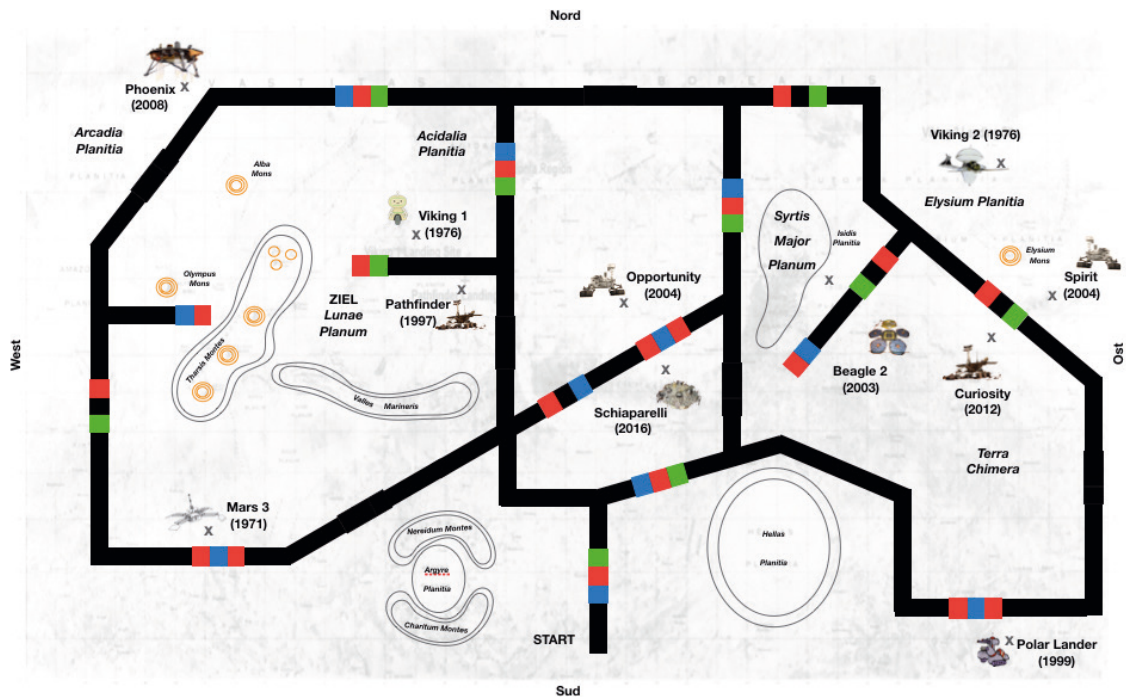 Nord
VASTITAS BOREALIS
Phoenix
(2008)
Arcadia
Planitia
Acidalia
Planitia
Alba
Mons
Viking 1
(1976)
Viking 2 (1976)
Elysium Planitia
Syrtis
Major
Planum
Isidis
Planitia
Elysium
Mons
Spirit
(2004)
Olympus
Mons
Opportunity
(2004)
ZIEL
Lunae
Planum
Pathfinder
(1997)
Tharsis Montes
West
Ost
Valles Marineris
Schiaparelli
(2016)
Beagle 2
(2003)
Curiosity
(2012)
Terra
Chimera
Mars 3
(1971)
Nereidum Montes
Argyre
Planitia
Charitum Montes
Hellas
Planitia
START
Polar Lander
(1999)
Sud